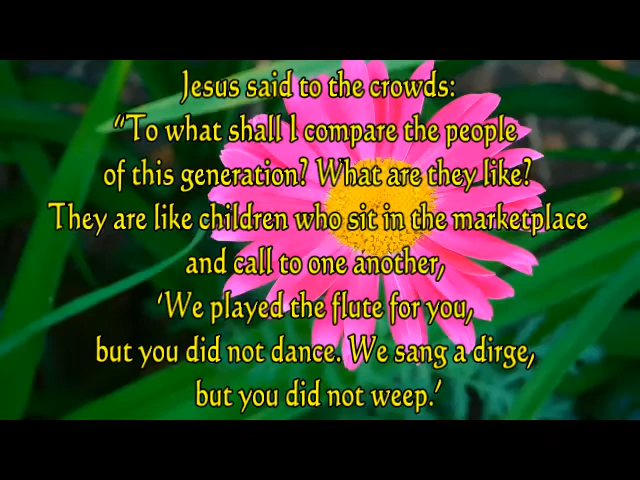 Jesus said to the crowds:
“To what shall I compare the people
of this generation? What are they like?
They are like children who sit in the marketplace
and call to one another,
‘We played the flute for you,
but you did not dance. We sang a dirge,
but you did not weep.’